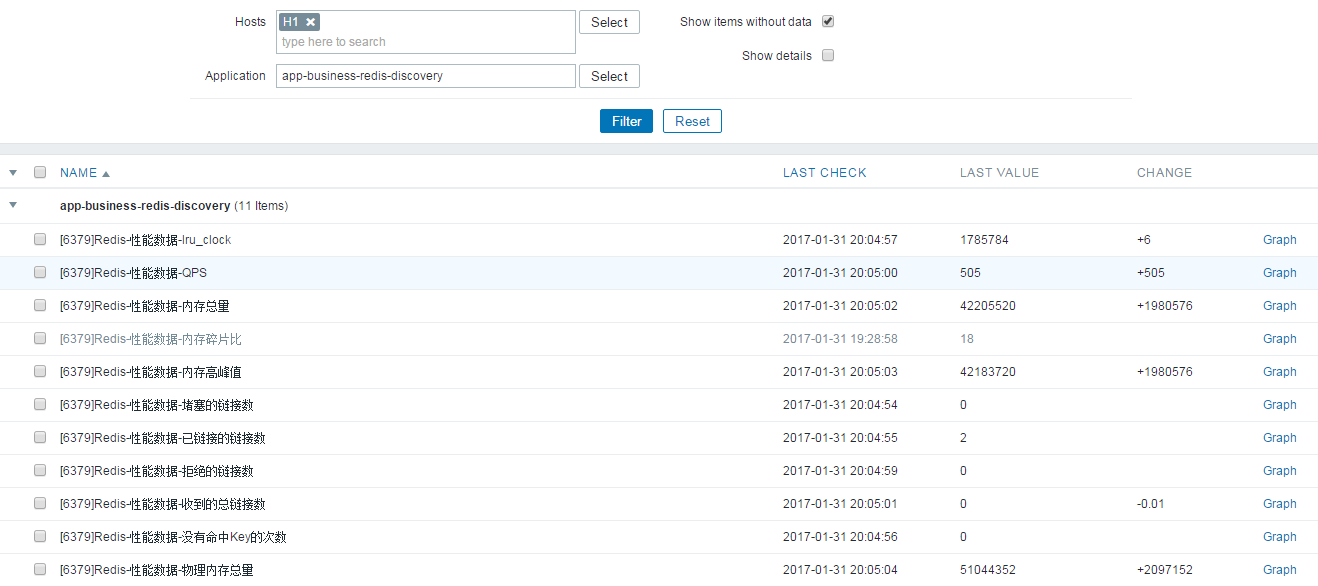 Hosts H1 Select Show items without data
type here to search
Show details
Application app-business-redis-discovery Select
Filter Reset
NAME LAST CHECK LAST VALUE CHANGE
app-business-redis-discovery (11 Items)
[6379]Redis-性能数据-lru_clock 2017-01-31 20:04:57 1785784 +6 Graph
[6379]Redis-性能数据-QPS 2017-01-31 20:05:00 505 +505 Graph
[6379]Redis-性能数据-内存总量 2017-01-31 20:05:02 42205520 +1980576 Graph
[6379]Redis-性能数据-内存碎片比 2017-01-31 19:28:58 18 Graph
[6379]Redis-性能数据-内存高峰值 2017-01-31 20:05:03 42183720 +1980576 Graph
[6379]Redis-性能数据-堵塞的链接数 2017-01-31 20:04:54 0 Graph
[6379]Redis-性能数据-已链接的链接数 2017-01-31 20:04:55 2 Graph
[6379]Redis-性能数据-拒绝的链接数 2017-01-31 20:04:59 0 Graph
[6379]Redis-性能数据-收到的总链接数 2017-01-31 20:05:01 0 -0.01 Graph
[6379]Redis-性能数据-没有命中Key的次数 2017-01-31 20:04:56 0 Graph
[6379]Redis-性能数据-物理内存总量 2017-01-31 20:05:04 51044352 +2097152 Graph